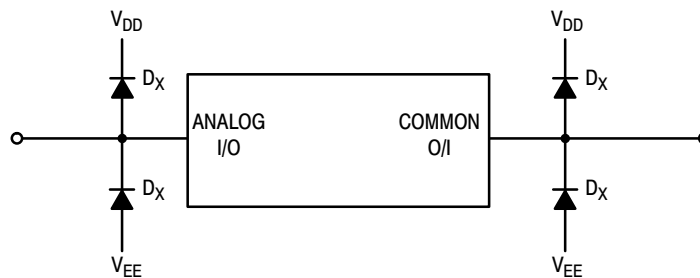 V_DD
V_DD
D_X
D_X
ANALOG
I/O
COMMON
O/I
D_X
D_X
V_EE
V_EE